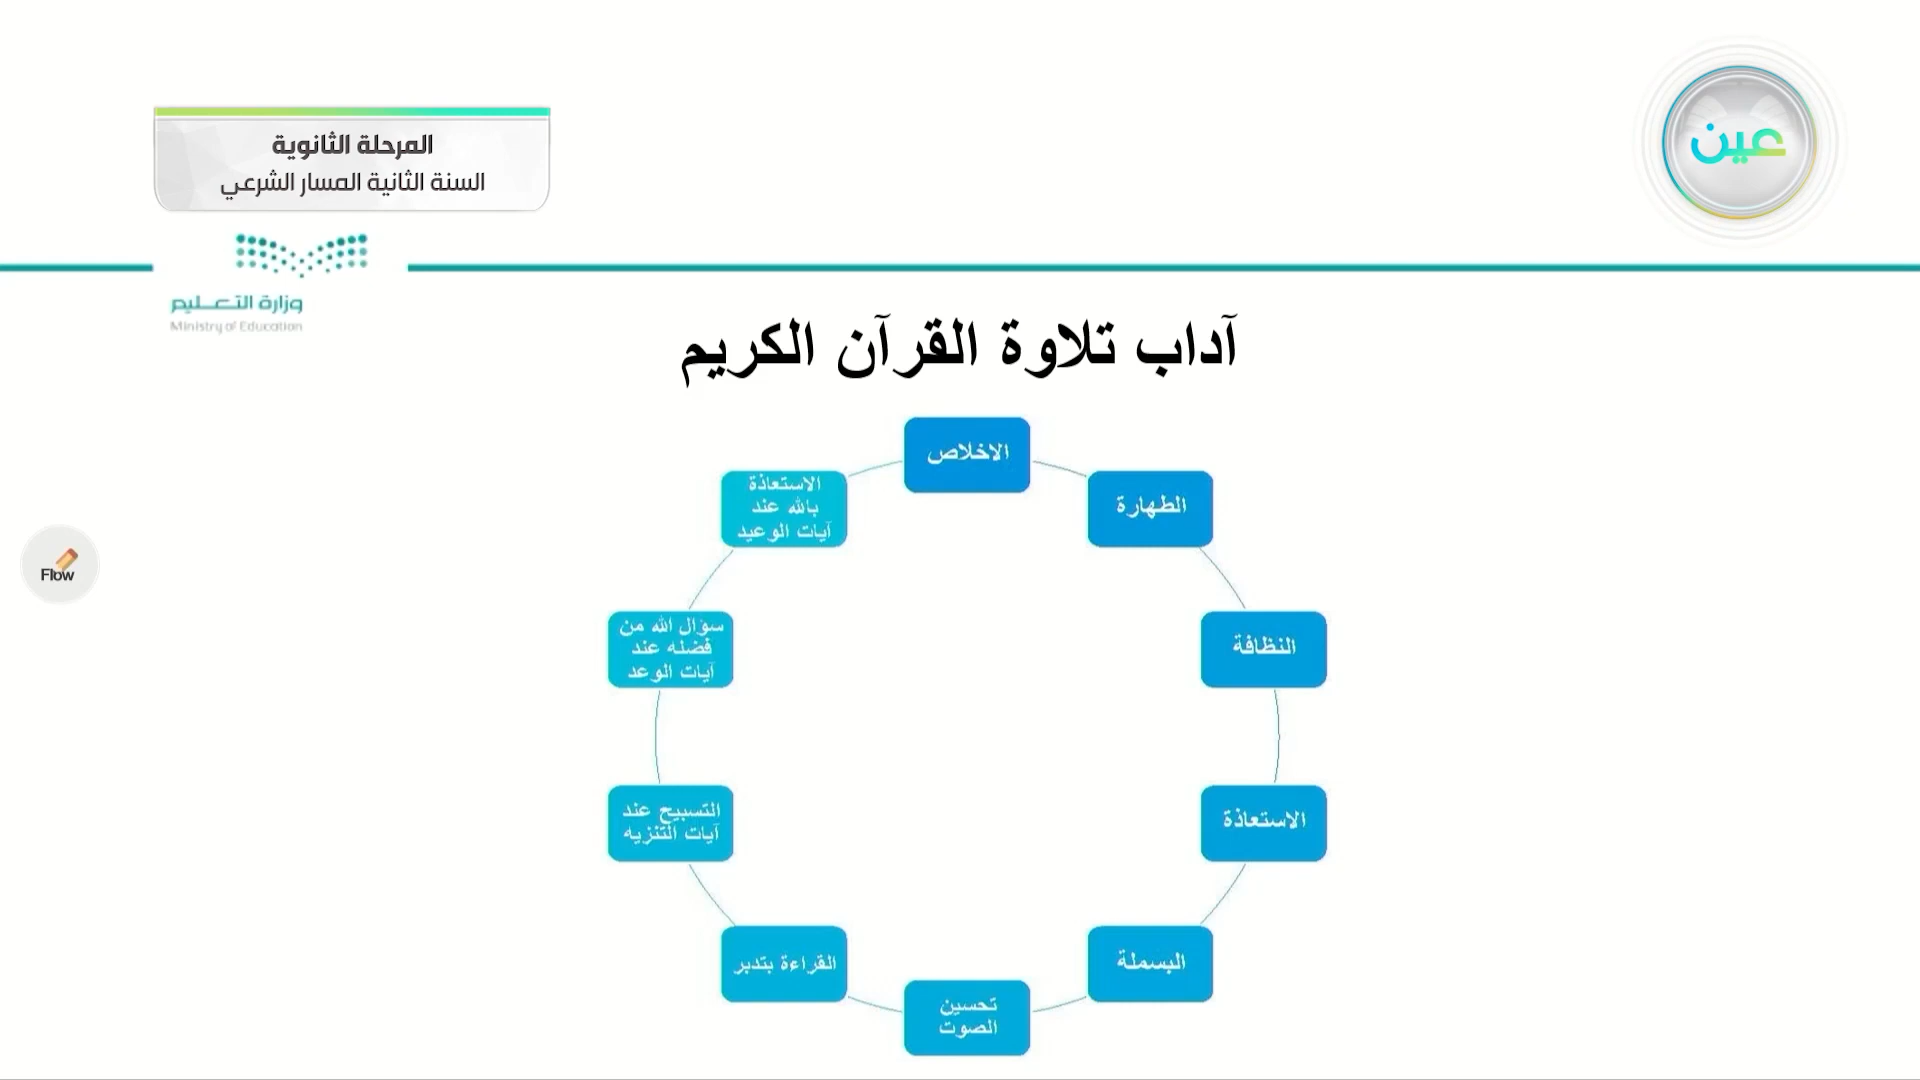 المرحلة الثانوية
السنة الثانية المسار الشرعي
عين
وزارة التعليم
Ministry of Education
آداب تلاوة القرآن الكريم
الاخلاص
الطهارة
النظافة
الاستعاذة
البسملة
تحسين
الصوت
القراءة بتدبر
التسبيح عند
آيات التنزيه
سؤال الله من
فضله عند
آيات الوعد
الاستعاذة
بالله عند
آيات الوعيد
Flow